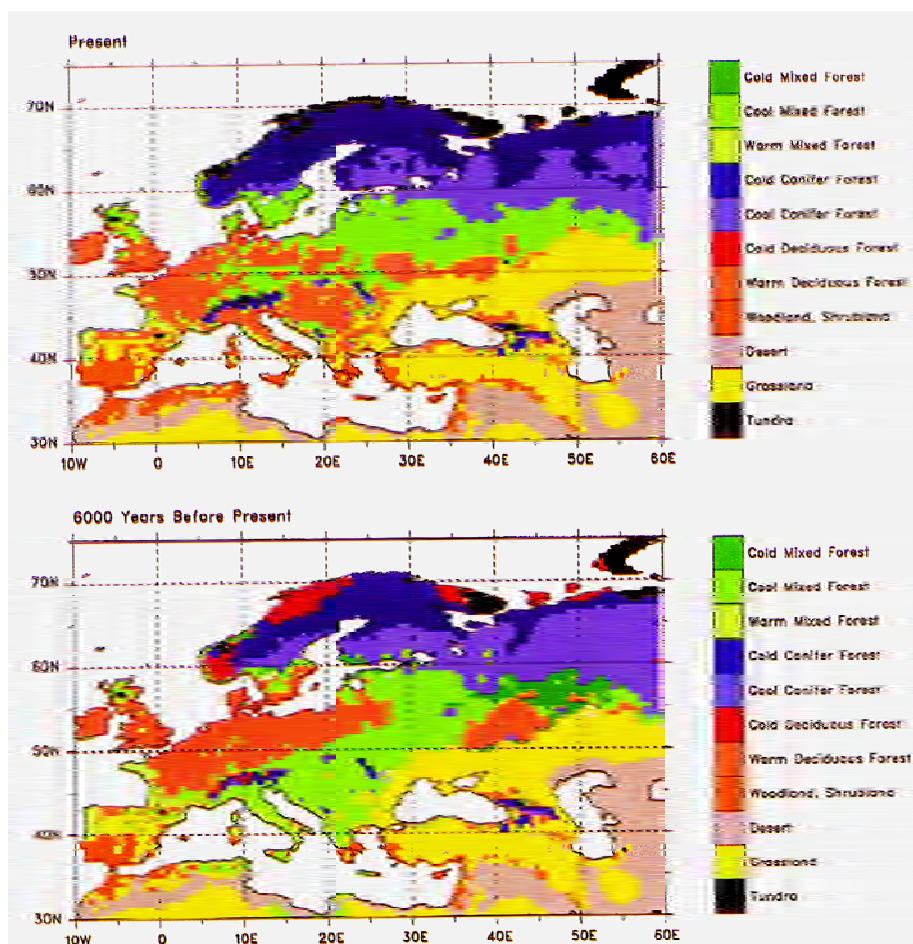 Present
70N
60N
50N
40N
30N
10W 0 10E 20E 30E 40E 50E 60E
Cold Mixed Forest
Cool Mixed Forest
Warm Mixed Forest
Cold Conifer Forest
Cool Conifer Forest
Cold Deciduous Forest
Warm Deciduous Forest
Woodland, Shrubland
Desert
Grassland
Tundra
6000 Years Before Present
70N
60N
50N
40N
30N
10W 0 10E 20E 30E 40E 50E 60E
Cold Mixed Forest
Cool Mixed Forest
Warm Mixed Forest
Cold Conifer Forest
Cool Conifer Forest
Cold Deciduous Forest
Warm Deciduous Forest
Woodland, Shrubland
Desert
Grassland
Tundra